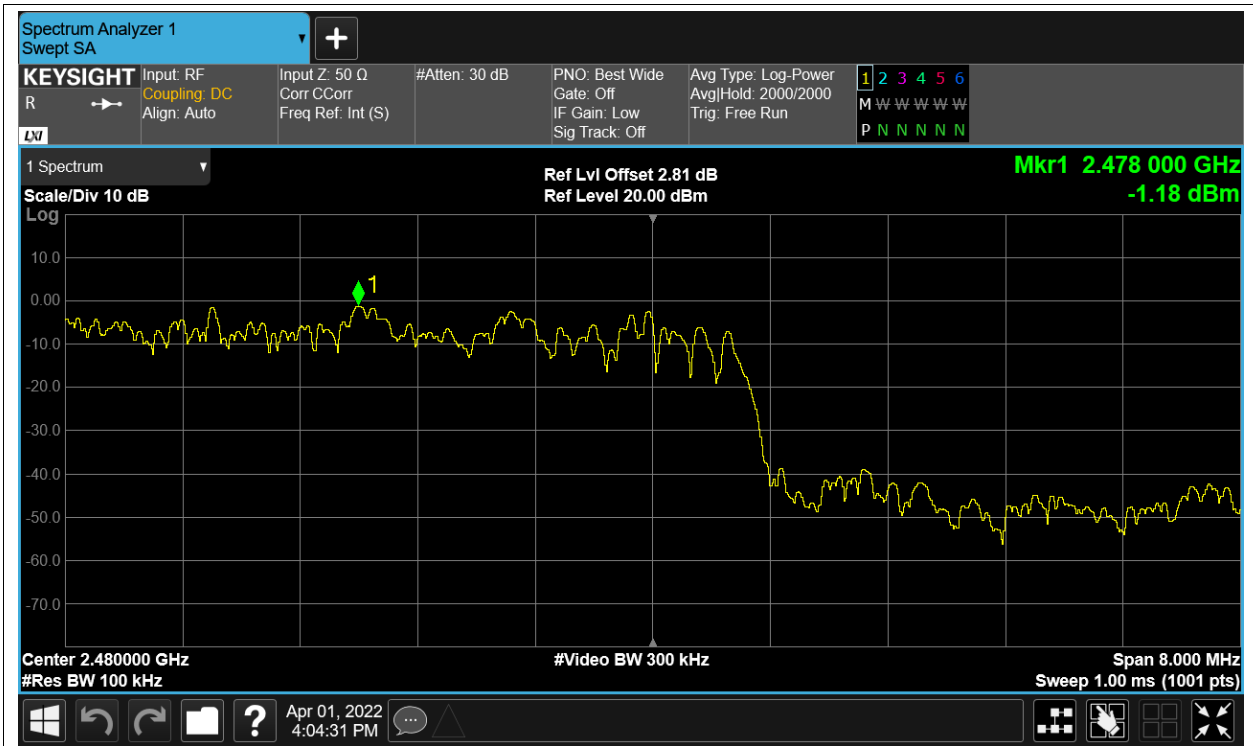 Spectrum Analyzer 1
Swept SA
+
KEYSIGHT
R
LXI
Input: RF
Coupling: DC
Align: Auto
Input Z: 50 Ω
Corr CCorr
Freq Ref: Int (S)
#Atten: 30 dB
PNO: Best Wide
Gate: Off
IF Gain: Low
Sig Track: Off
Avg Type: Log-Power
Avg|Hold: 2000/2000
Trig: Free Run
1 2 3 4 5 6
M W W W W W
P N N N N N
1 Spectrum
Scale/Div 10 dB
Ref Lvl Offset 2.81 dB
Ref Level 20.00 dBm
Mkr1 2.478 000 GHz
-1.18 dBm
Log
10.0
0.00
-10.0
-20.0
-30.0
-40.0
-50.0
-60.0
-70.0
1
Center 2.480000 GHz
#Res BW 100 kHz
#Video BW 300 kHz
Span 8.000 MHz
Sweep 1.00 ms (1001 pts)
?
Apr 01, 2022
4:04:31 PM